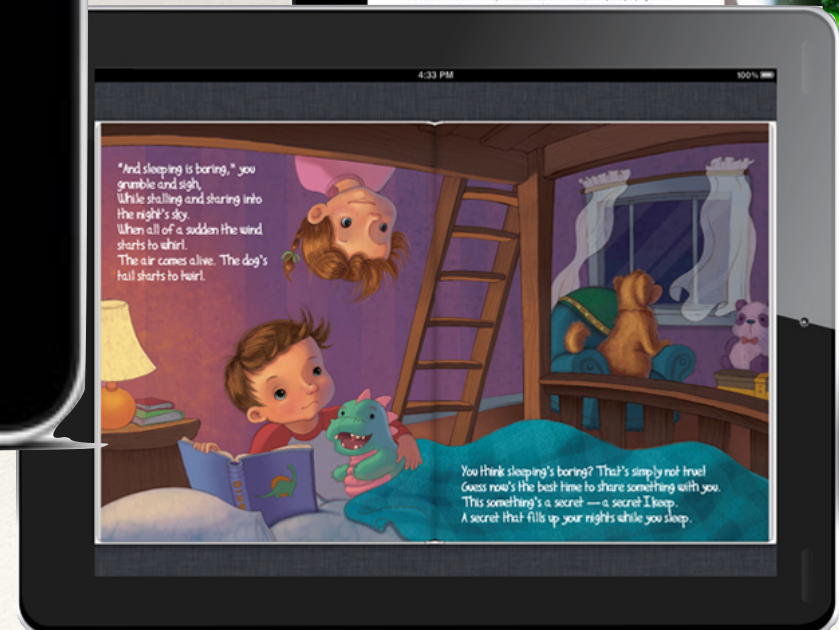 4:33 PM
100%
"And sleeping is boring," you
grumble and sigh,
While stalling and staring into
the night's sky.
When all of a sudden the wind
starts to whirl.
The air comes alive. The dog's
tail starts to twirl.
You think sleeping's boring? That's simply not true!
Guess now's the best time to share something with you.
This something's a secret — a secret I keep.
A secret that fills up your nights while you sleep.